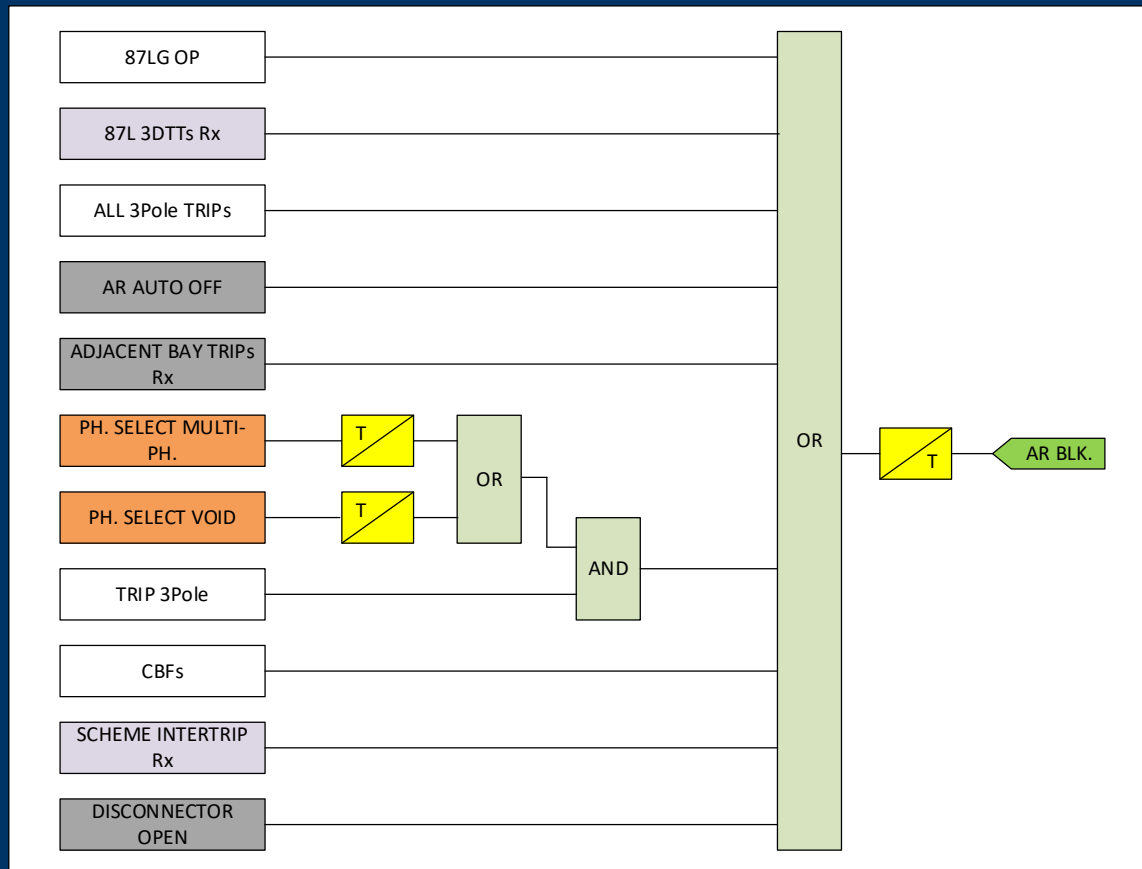 87LG OP
87L 3DTTs Rx
ALL 3Pole TRIPs
AR AUTO OFF
ADJACENT BAY TRIPs
Rx
PH. SELECT MULTI-
PH.
T
PH. SELECT VOID
T
OR
TRIP 3Pole
AND
CBFs
SCHEME INTERTRIP
Rx
DISCONNECTOR
OPEN
OR
T
AR BLK.